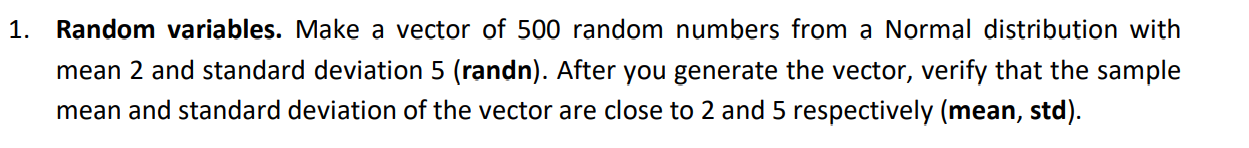 1. Random variables. Make a vector of 500 random numbers from a Normal distribution with
mean 2 and standard deviation 5 (randn). After you generate the vector, verify that the sample
mean and standard deviation of the vector are close to 2 and 5 respectively (mean, std).